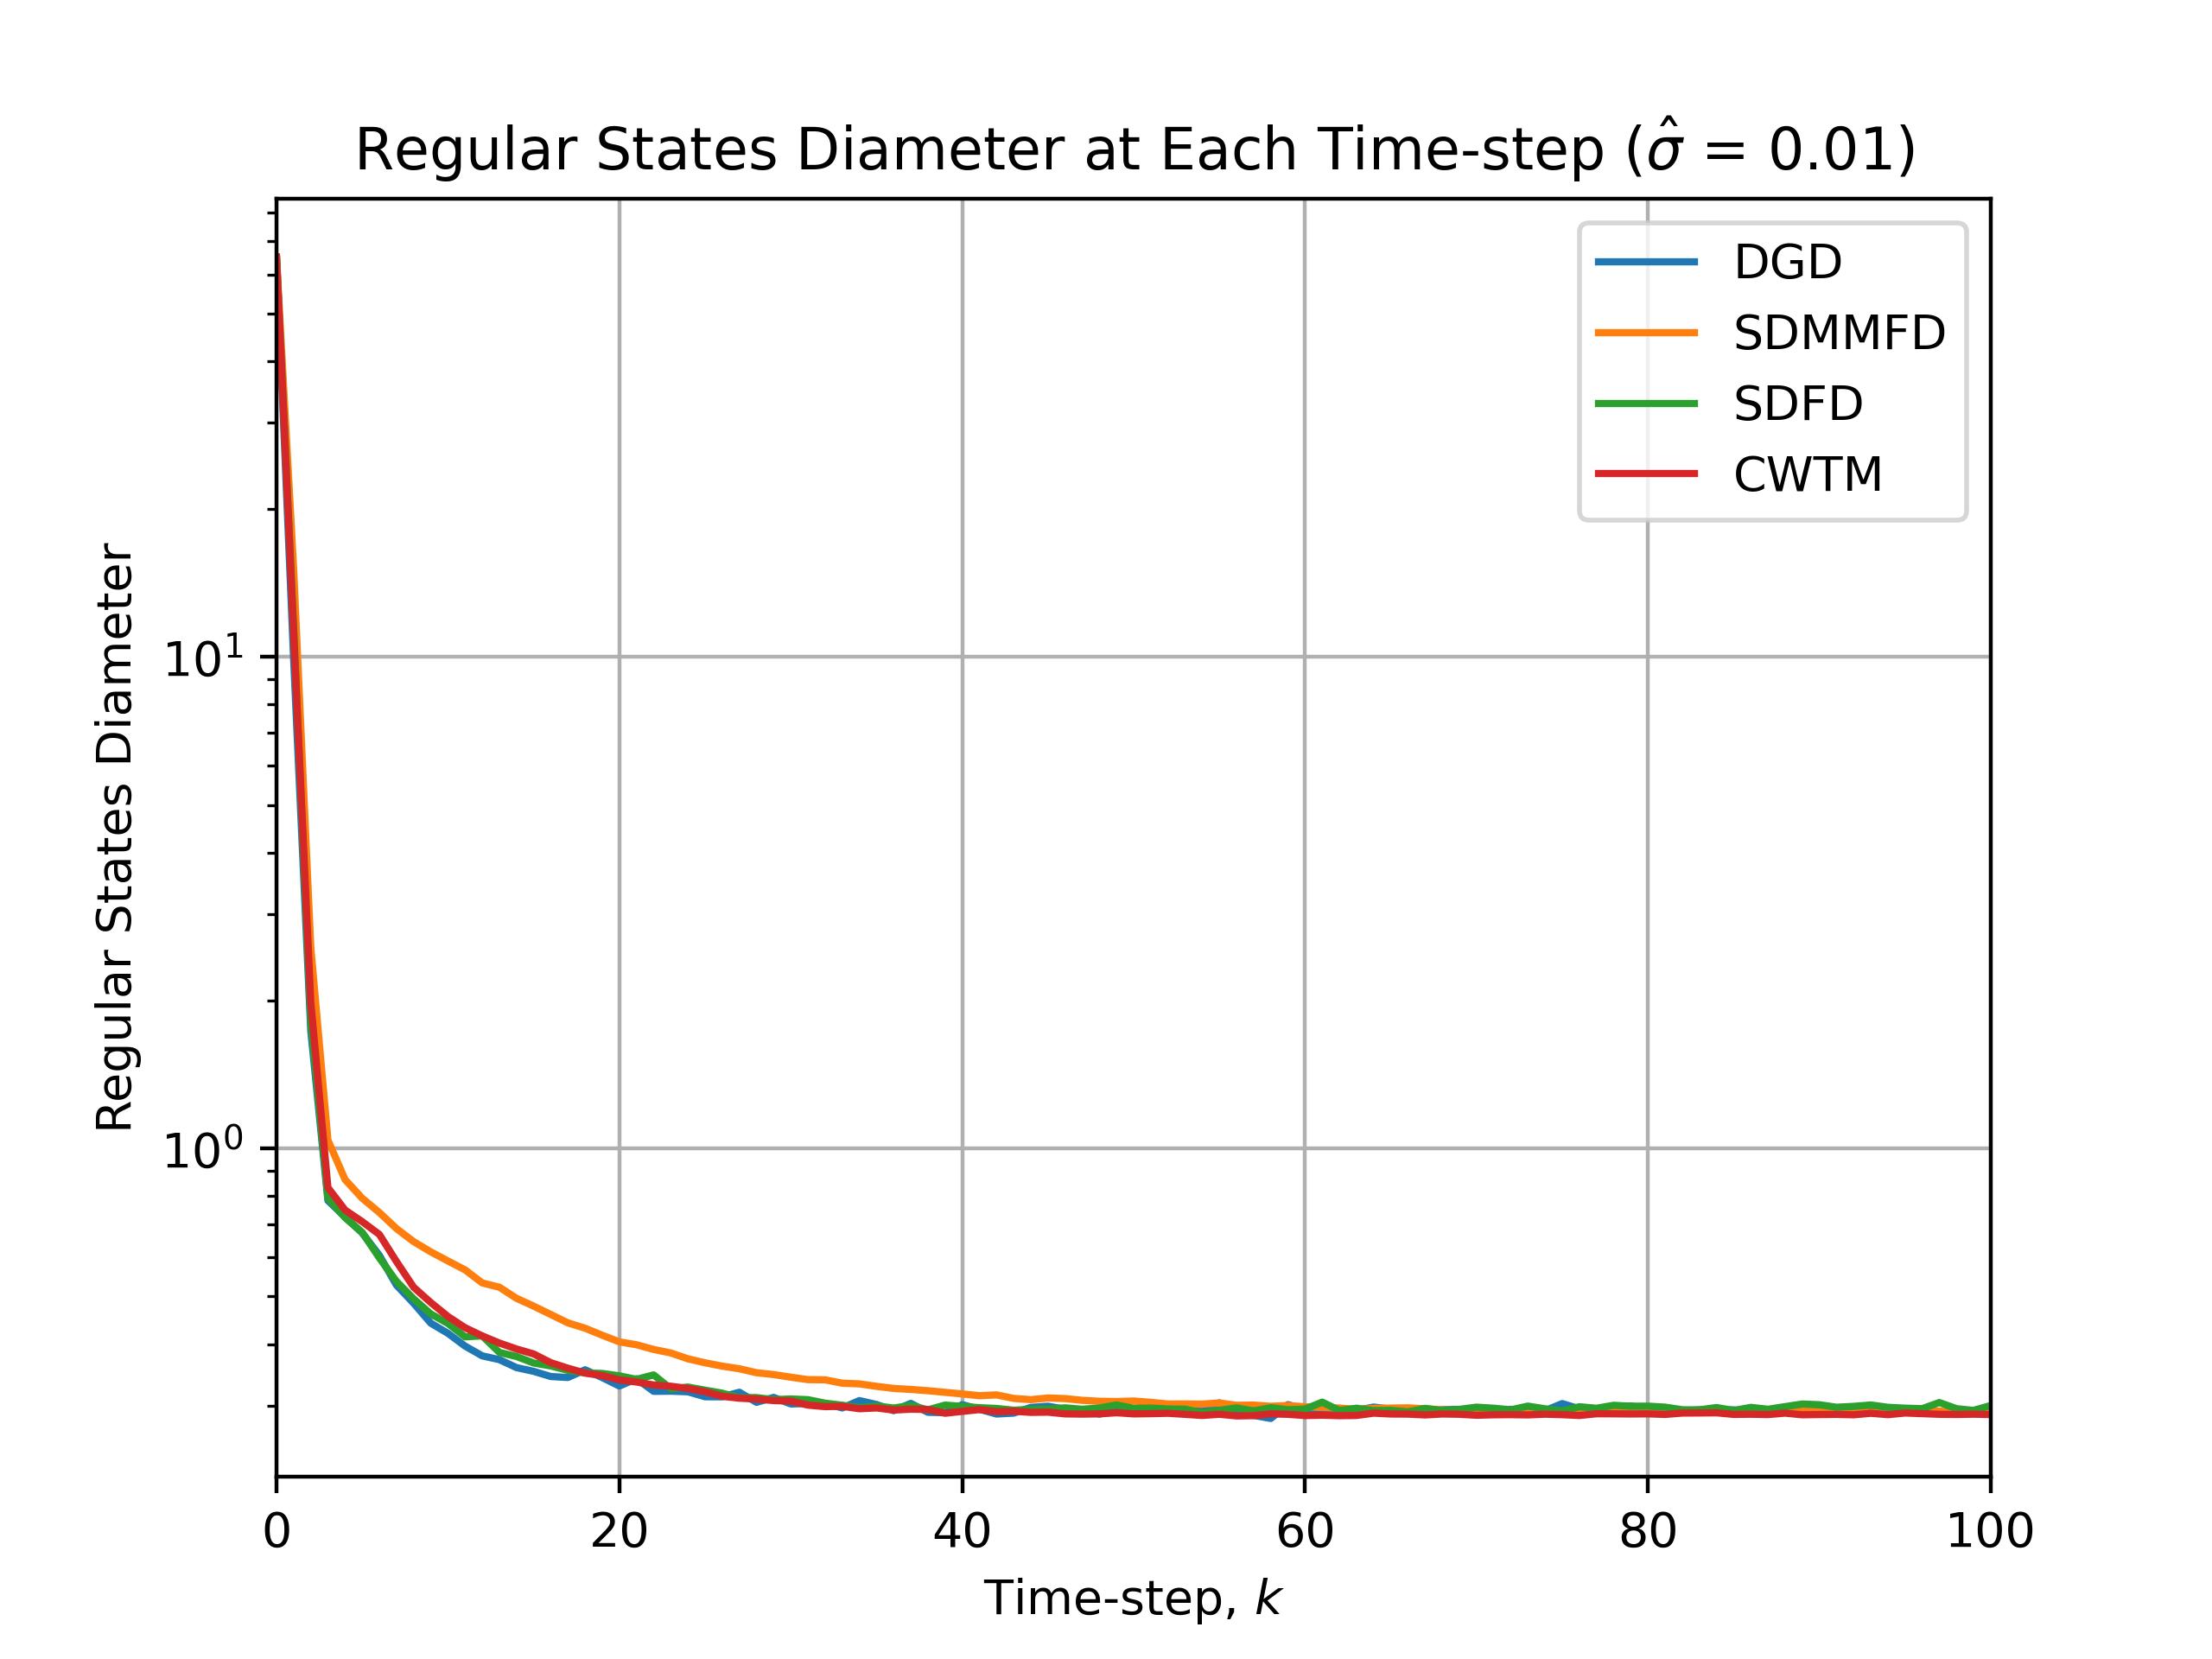 Regular States Diameter at Each Time-step (σ̂ = 0.01)
DGD
SDMMFD
SDFD
CWTM
Regular States Diameter
10¹
10⁰
0 20 40 60 80 100
Time-step, k